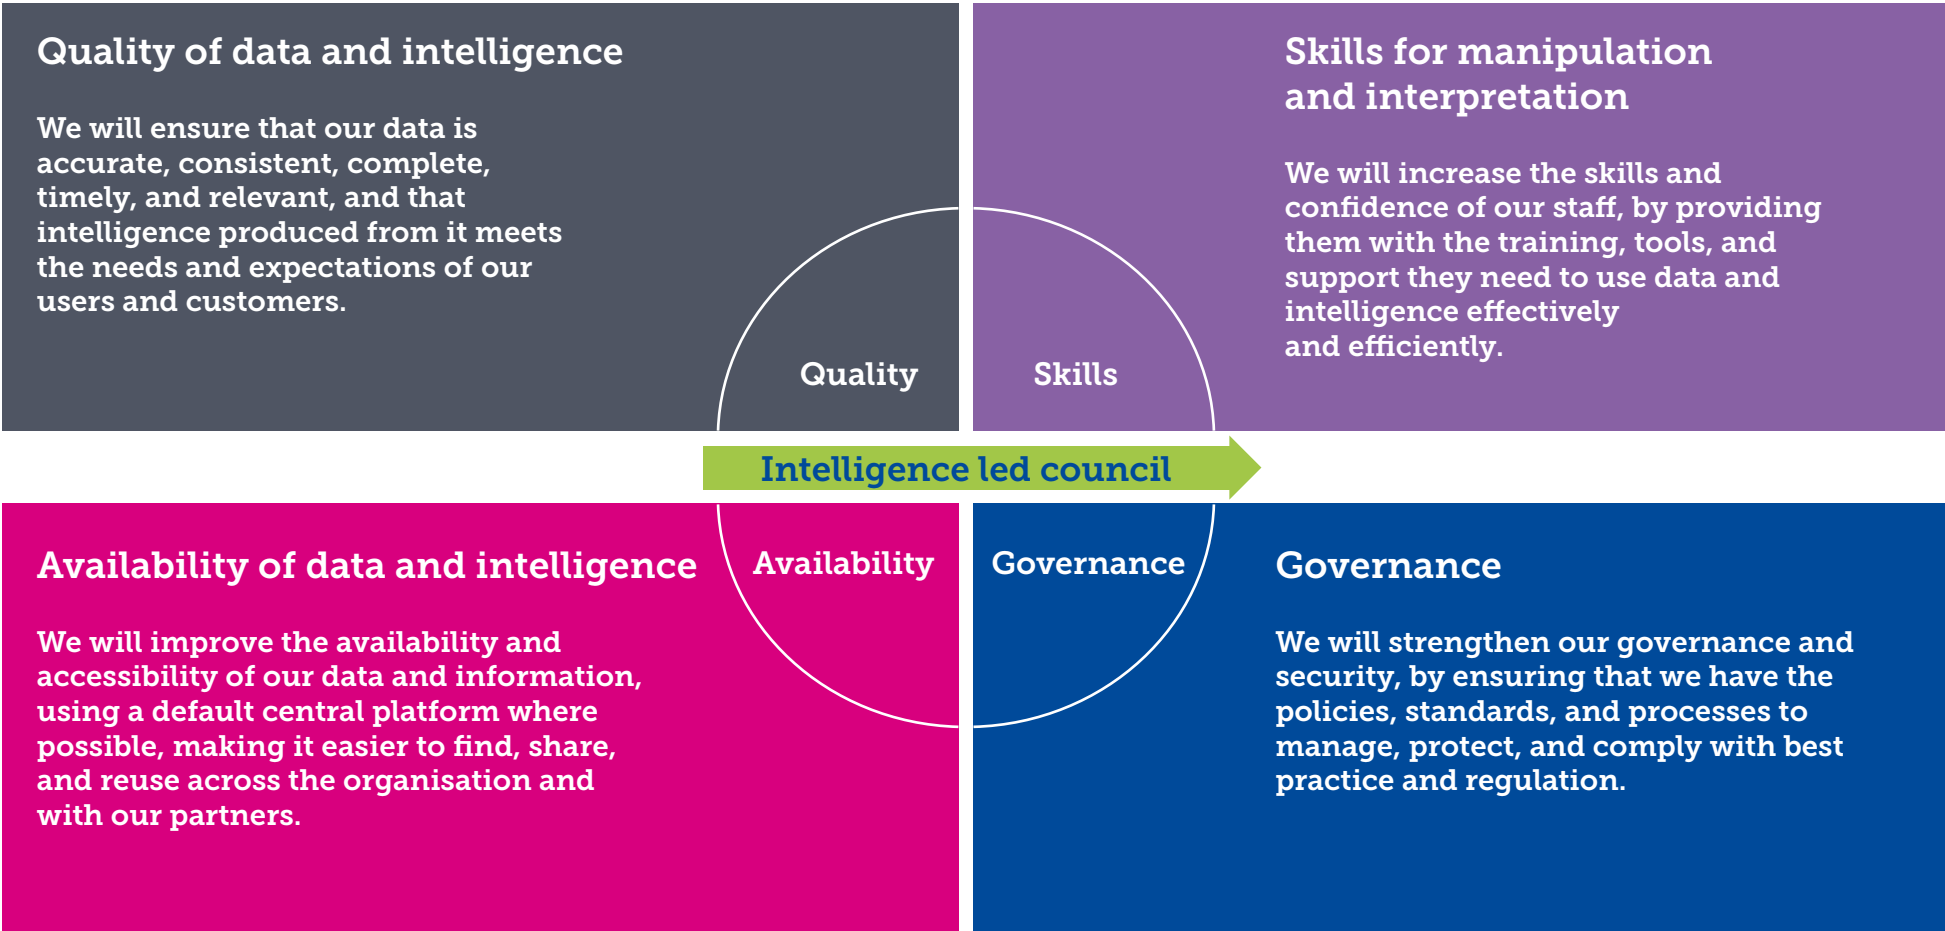 Quality of data and intelligence
We will ensure that our data is
accurate, consistent, complete,
timely, and relevant, and that
intelligence produced from it meets
the needs and expectations of our
users and customers.
Quality
Skills for manipulation
and interpretation
We will increase the skills and
confidence of our staff, by providing
them with the training, tools, and
support they need to use data and
intelligence effectively
and efficiently.
Skills
Intelligence led council
Availability of data and intelligence
We will improve the availability and
accessibility of our data and information,
using a default central platform where
possible, making it easier to find, share,
and reuse across the organisation and
with our partners.
Availability
Governance
Governance
We will strengthen our governance and
security, by ensuring that we have the
policies, standards, and processes to
manage, protect, and comply with best
practice and regulation.